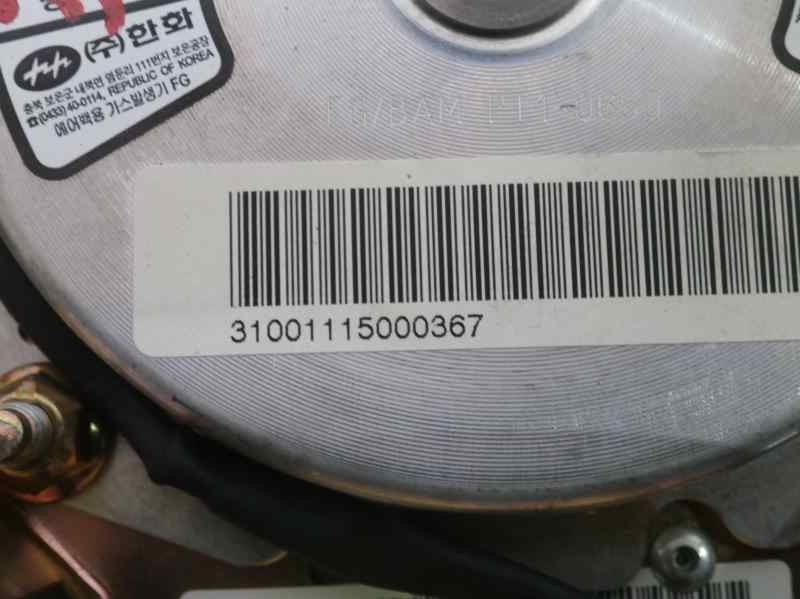 (주)한화
충북 보은군 내북면 염둔리 111번지 보은공장
☎(0433)40-0114, REPUBLIC OF KOREA
에어백용 가스발생기 FG
31001115000367